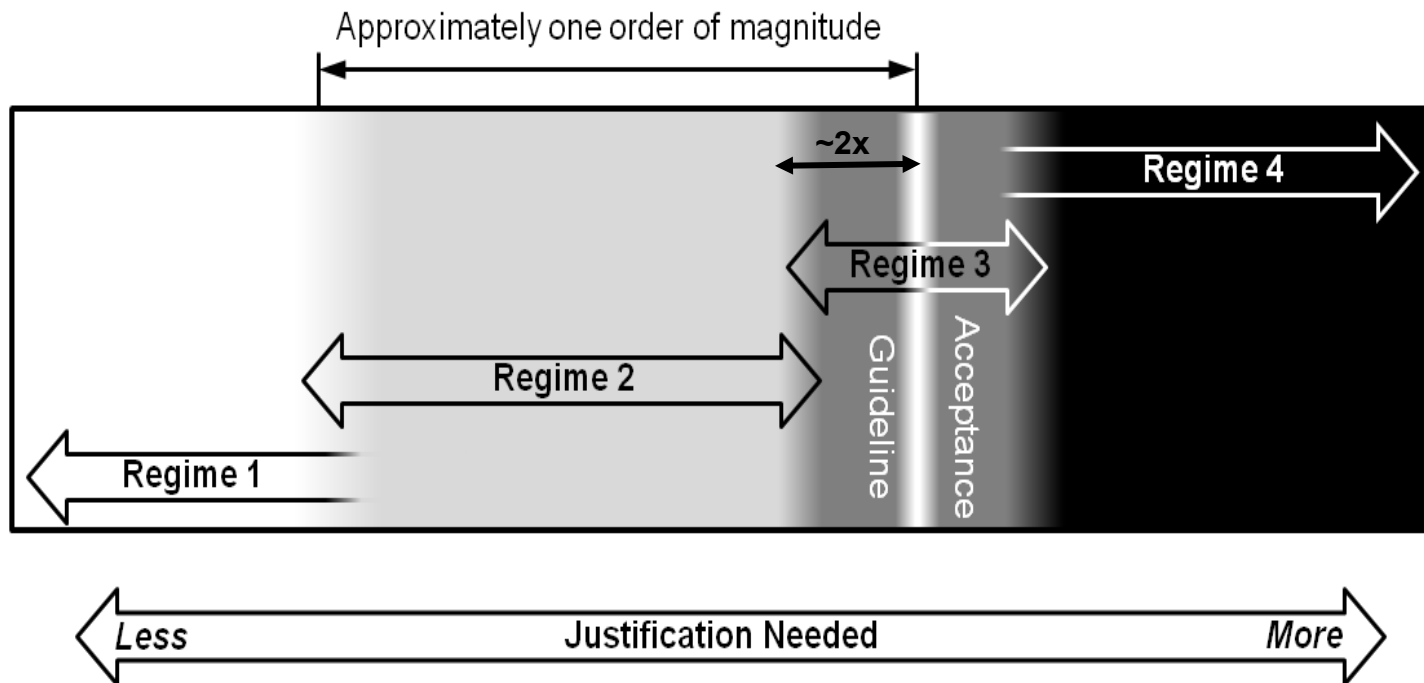 Approximately one order of magnitude
~2x
Regime 4
Regime 3
Regime 2
Guideline
Acceptance
Regime 1
Less
Justification Needed
More